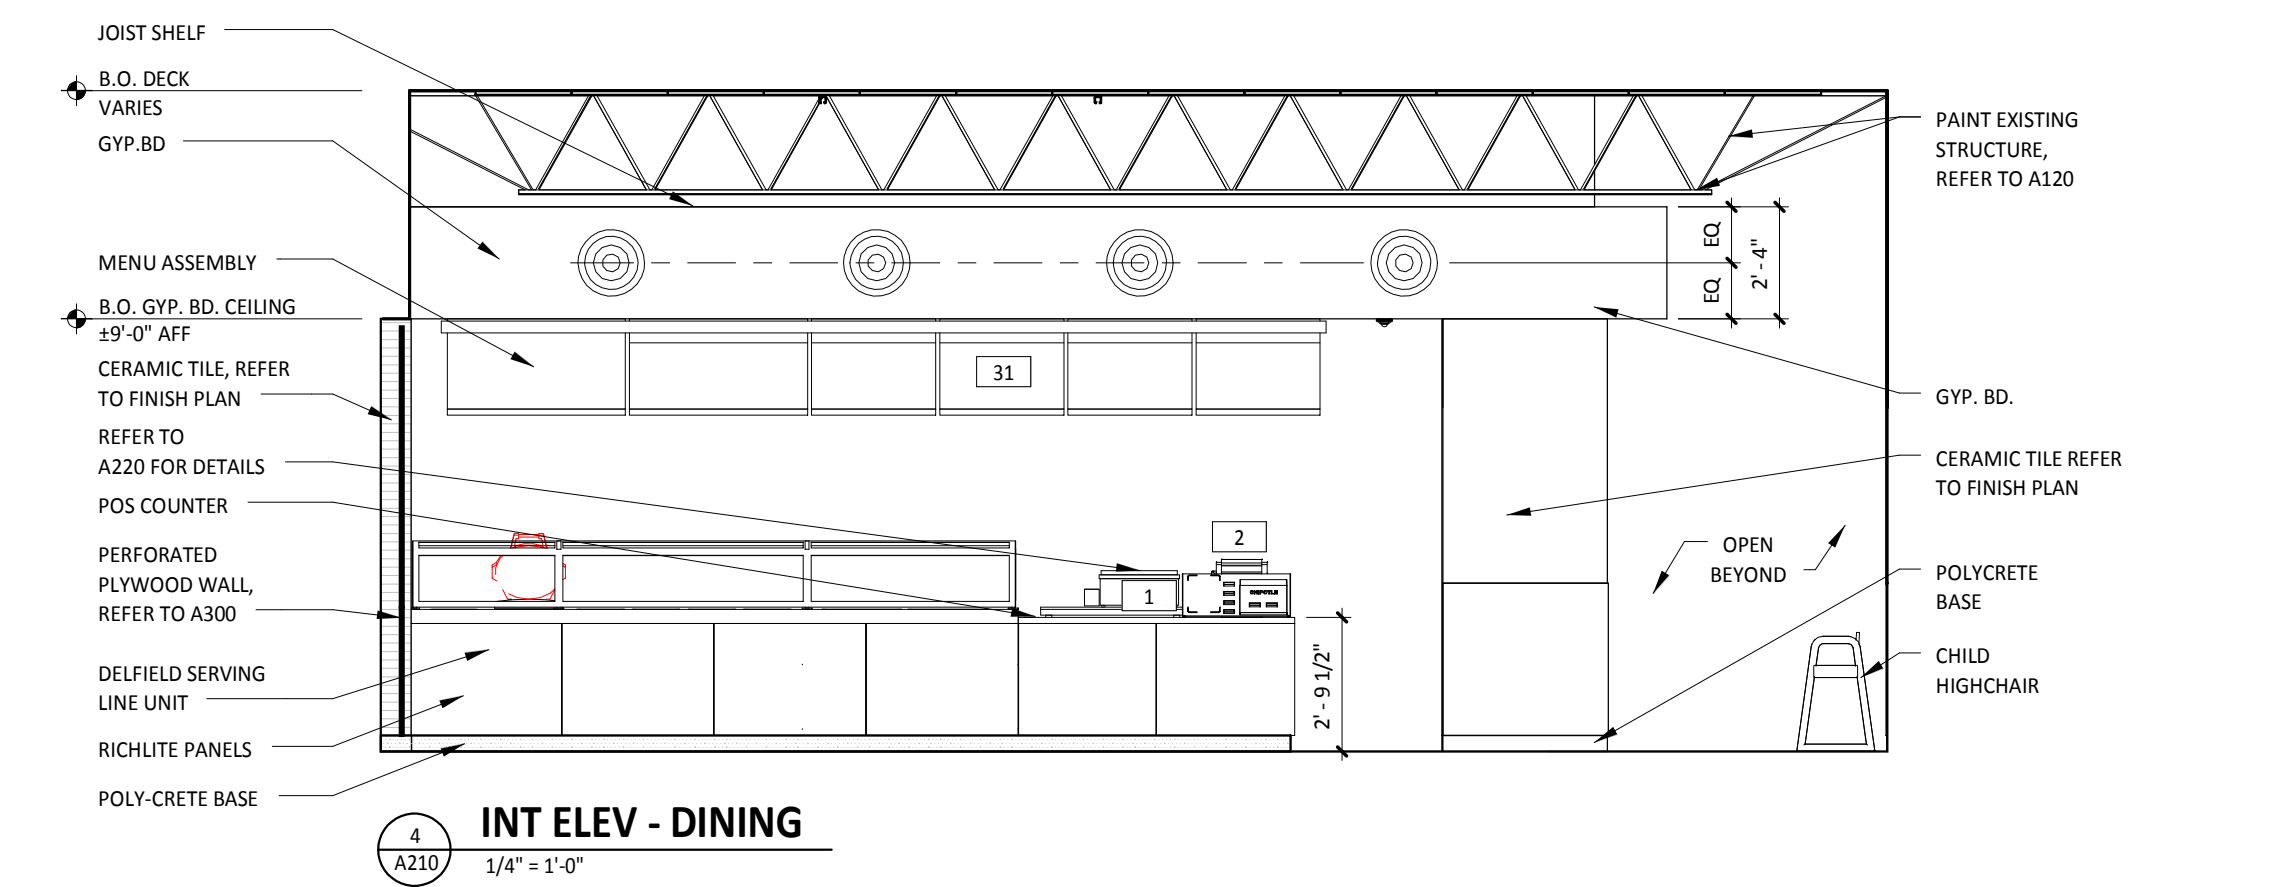 JOIST SHELF
B.O. DECK
VARIES
GYP.BD
MENU ASSEMBLY
B.O. GYP. BD. CEILING
±9'-0" AFF
CERAMIC TILE, REFER
TO FINISH PLAN
REFER TO
A220 FOR DETAILS
POS COUNTER
PERFORATED
PLYWOOD WALL,
REFER TO A300
DELFIELD SERVING
LINE UNIT
RICHLITE PANELS
POLY-CRETE BASE
31
2
1
CHIPOTLE
2' - 9 1/2"
EQ
EQ
2' - 4"
OPEN
BEYOND
PAINT EXISTING
STRUCTURE,
REFER TO A120
GYP. BD.
CERAMIC TILE REFER
TO FINISH PLAN
POLYCRETE
BASE
CHILD
HIGHCHAIR
4
A210
INT ELEV - DINING
1/4" = 1'-0"